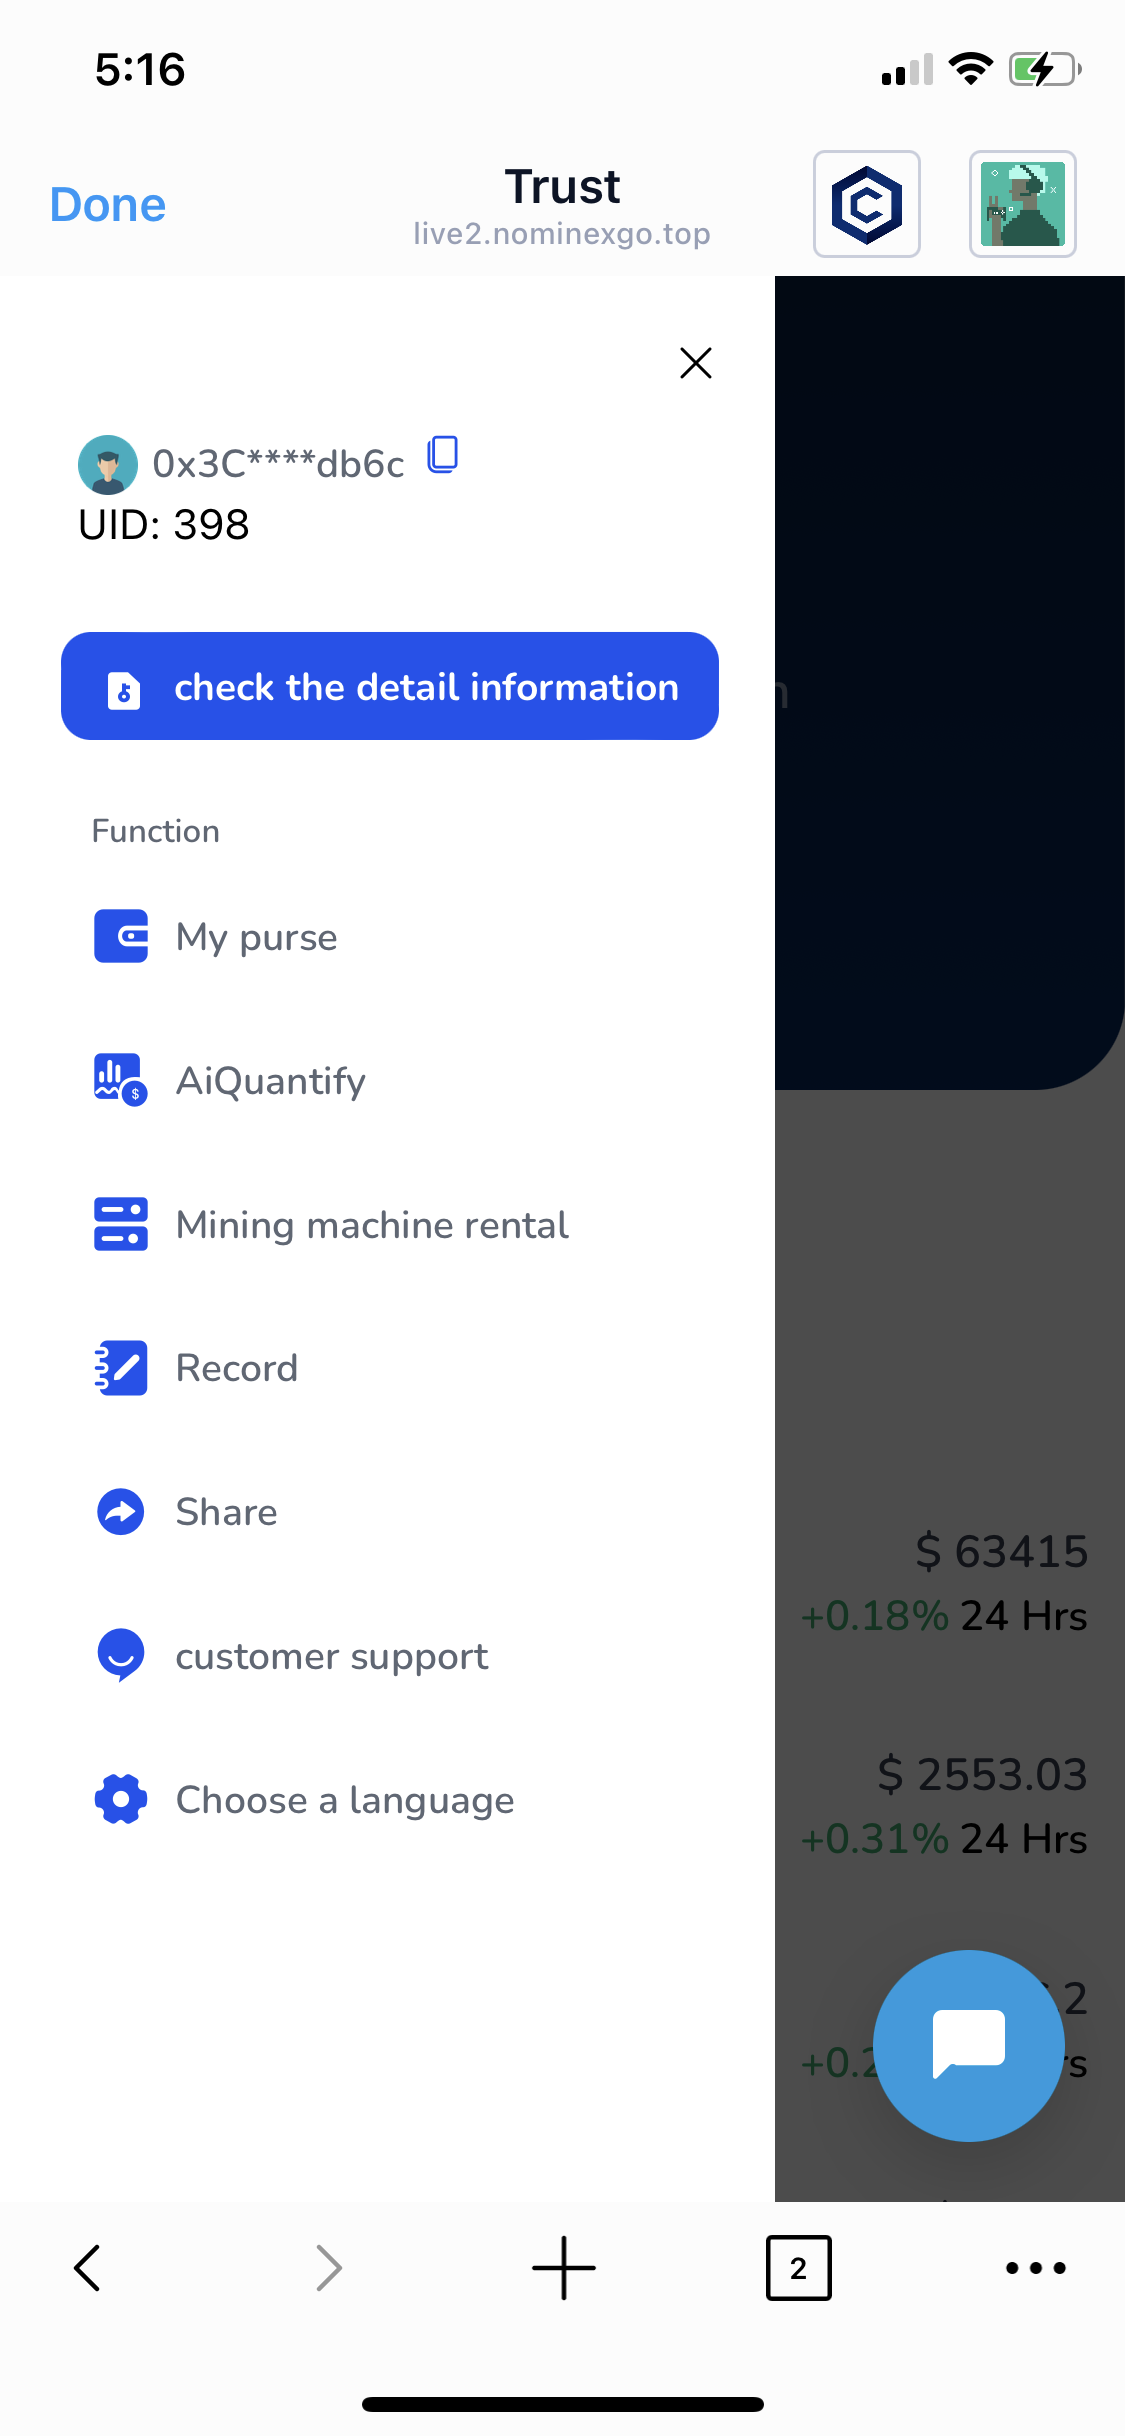 5:16
Done
Trust
live2.nominexgo.top
0x3C****db6c
UID: 398
check the detail information
Function
My purse
AiQuantify
Mining machine rental
Record
Share
customer support
Choose a language
$ 63415
+0.18% 24 Hrs
$ 2553.03
+0.31% 24 Hrs
2